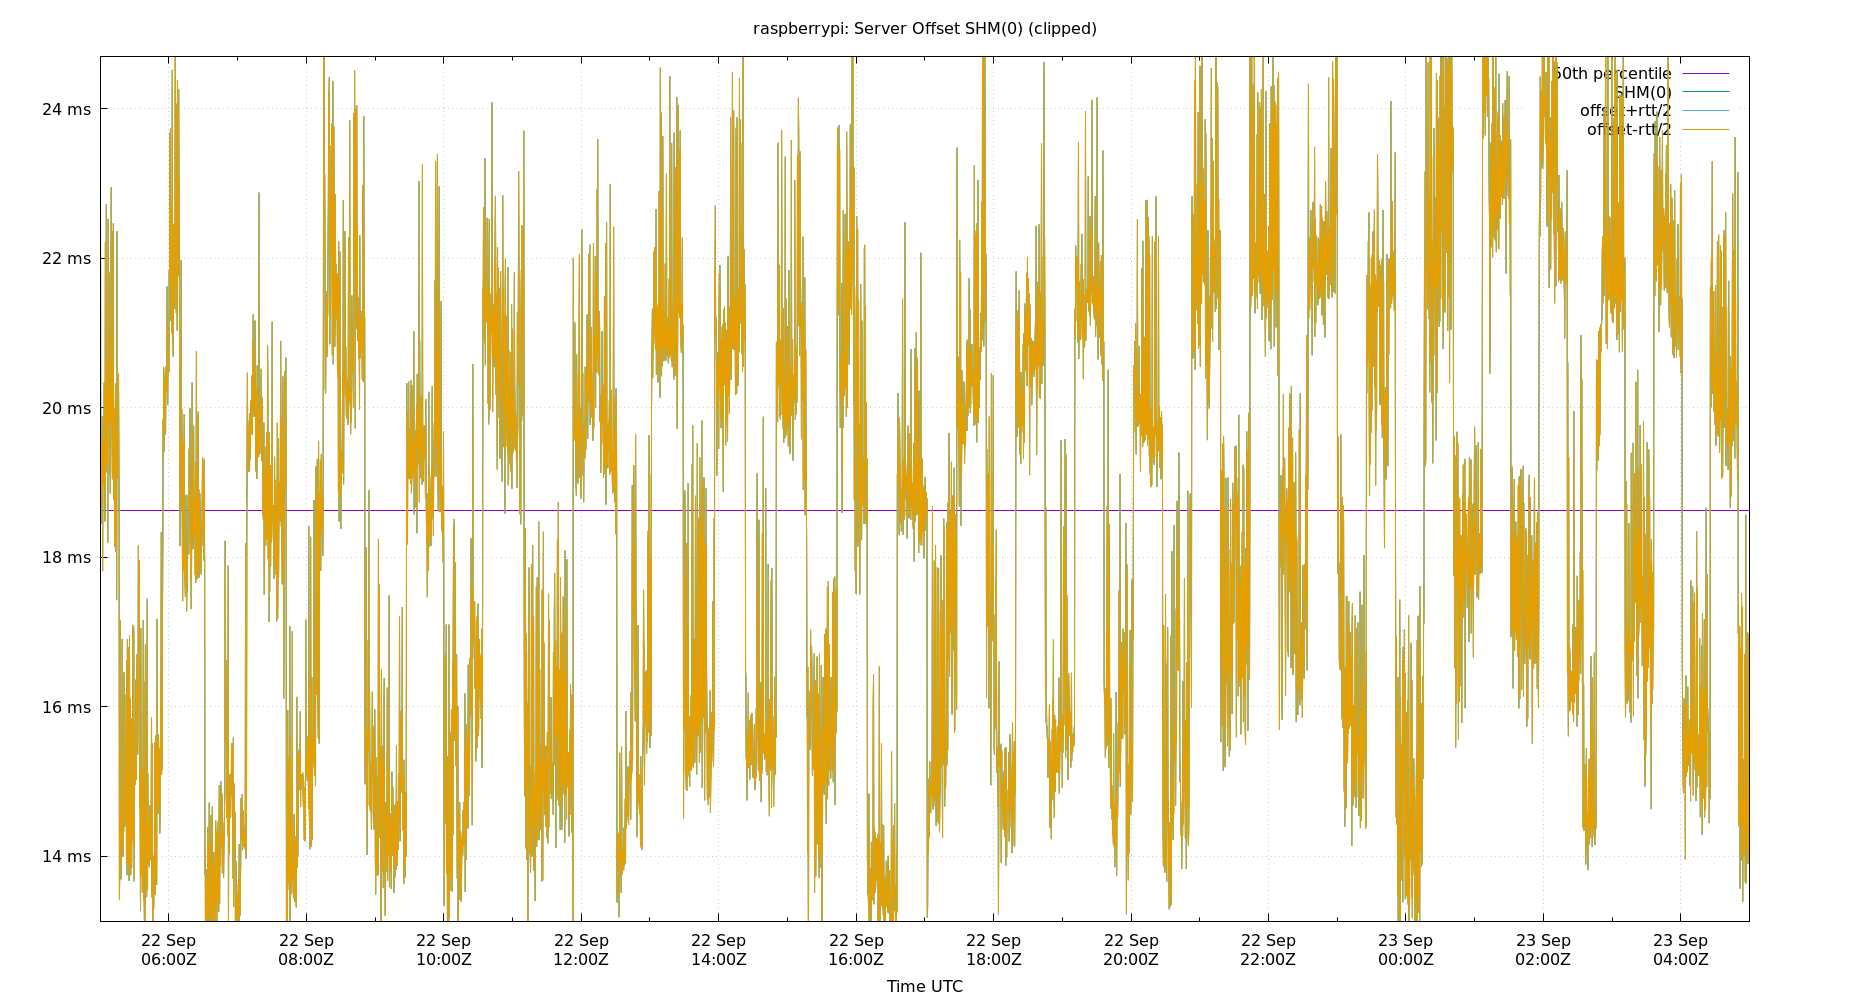 raspberrypi: Server Offset SHM(0) (clipped)
50th percentile
SHM(0)
offset+rtt/2
offset-rtt/2
24 ms
22 ms
20 ms
18 ms
16 ms
14 ms
22 Sep 22 Sep 22 Sep 22 Sep 22 Sep 22 Sep 22 Sep 22 Sep 22 Sep 23 Sep 23 Sep 23 Sep
06:00Z 08:00Z 10:00Z 12:00Z 14:00Z 16:00Z 18:00Z 20:00Z 22:00Z 00:00Z 02:00Z 04:00Z
Time UTC